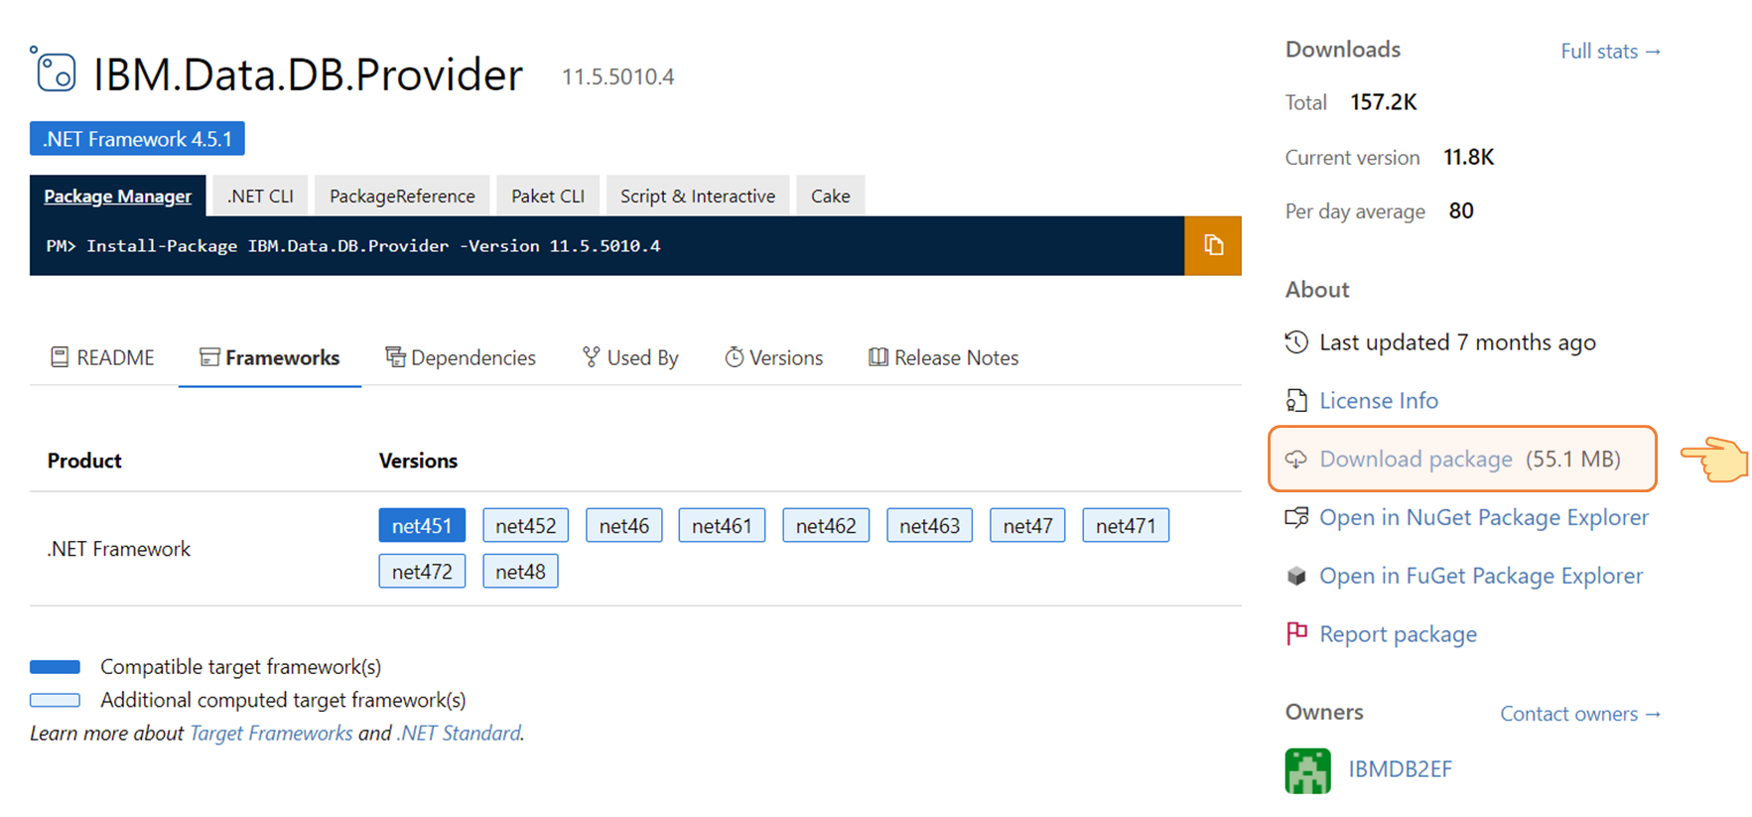 IBM.Data.DB.Provider 11.5.5010.4
.NET Framework 4.5.1
Package Manager .NET CLI PackageReference Paket CLI Script & Interactive Cake
PM> Install-Package IBM.Data.DB.Provider -Version 11.5.5010.4
README Frameworks Dependencies Used By Versions Release Notes
Product Versions
.NET Framework
net451 net452 net46 net461 net462 net463 net47 net471
net472 net48
Compatible target framework(s)
Additional computed target framework(s)
Learn more about Target Frameworks and .NET Standard.
Downloads Full stats →
Total 157.2K
Current version 11.8K
Per day average 80
About
Last updated 7 months ago
License Info
Download package (55.1 MB)
Open in NuGet Package Explorer
Open in FuGet Package Explorer
Report package
Owners Contact owners →
IBMDB2EF